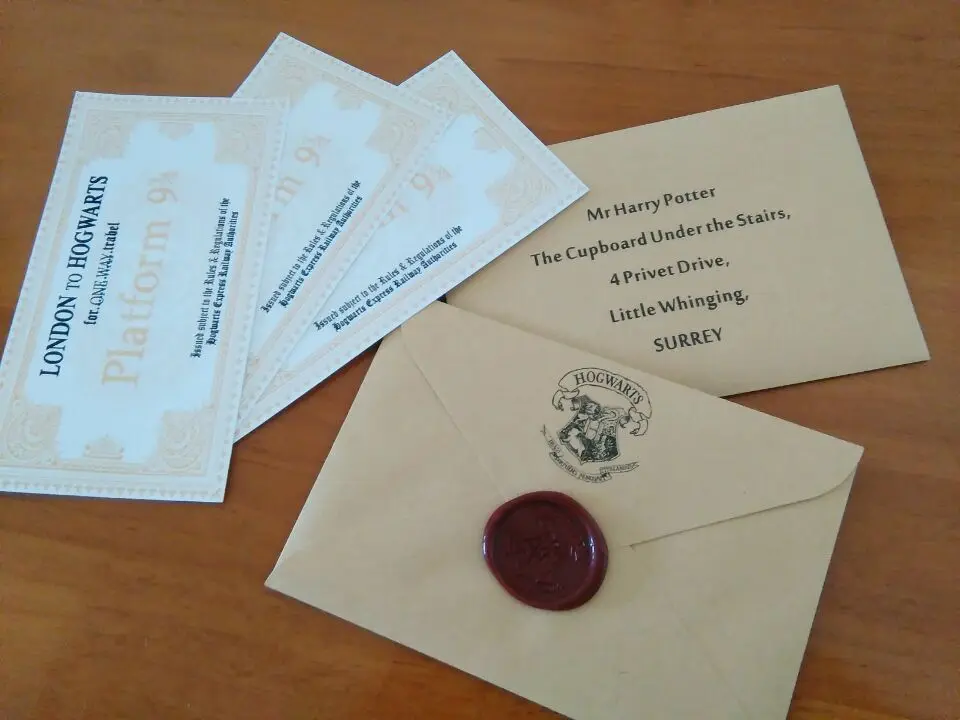 LONDON TO HOGWARTS
for.ONE.WAY.travel
Platform 9¾
Issued subject to the Rules & Regulations of the
Hogwarts Express Railway Authorities
9¾
Issued subject to the Rules & Regulations of the
Hogwarts Express Railway Authorities
9¾
Issued subject to the Rules & Regulations of the
Hogwarts Express Railway Authorities
Mr Harry Potter
The Cupboard Under the Stairs,
4 Privet Drive,
Little Whinging,
SURREY
HOGWARTS